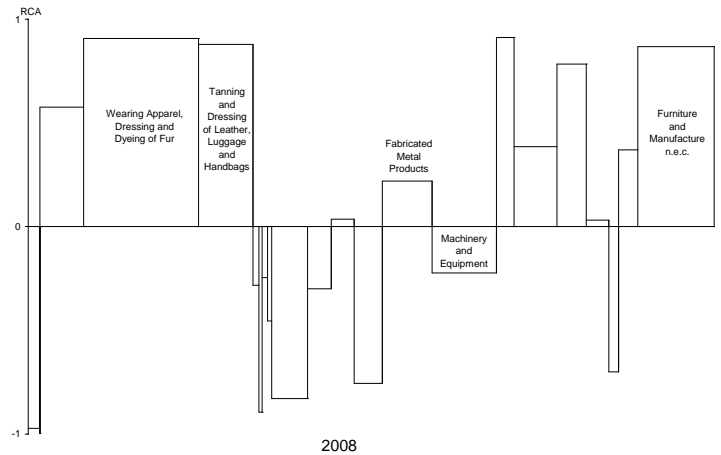 RCA
1
Wearing Apparel,
Dressing and
Dyeing of Fur
Tanning
and
Dressing
of Leather,
Luggage
and
Handbags
Fabricated
Metal
Products
Furniture
and
Manufacture
n.e.c.
0
Machinery
and
Equipment
-1
2008